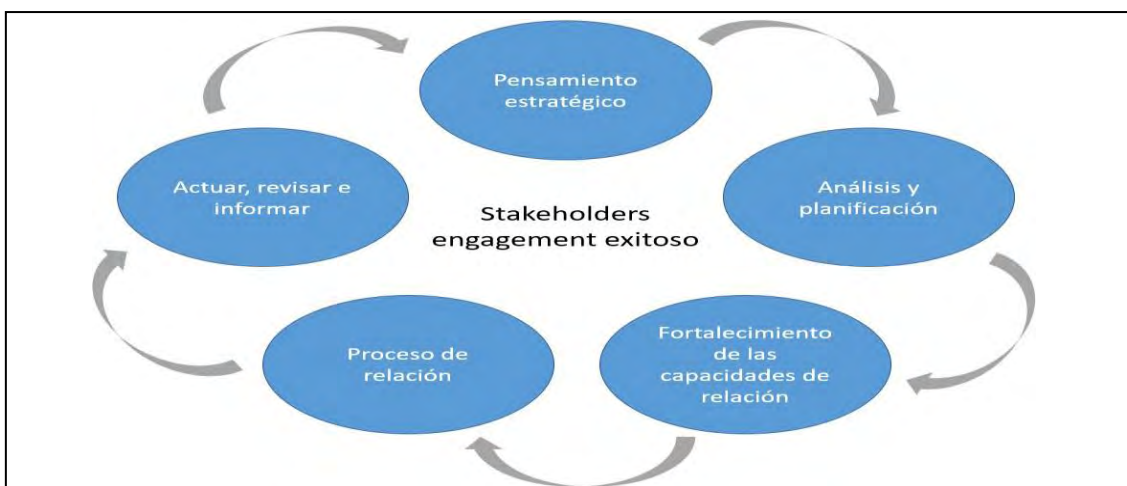 Pensamiento
estratégico
Análisis y
planificación
Fortalecimiento
de las
capacidades de
relación
Proceso de
relación
Actuar, revisar e
informar
Stakeholders
engagement exitoso